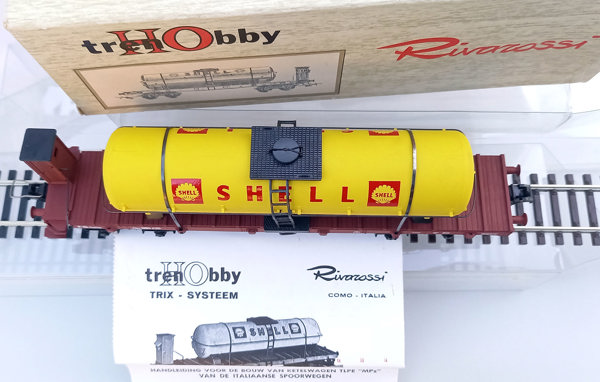 trenHObby
Rivarossi
SHELL
SHELL
SHELL
trenHObby
Rivarossi
TRIX - SYSTEEM
COMO - ITALIA
SHELL
HANDLEIDING VOOR DE BOUW VAN KETELWAGEN TLPE "MPz"
VAN DE ITALIAANSE SPOORWEGEN